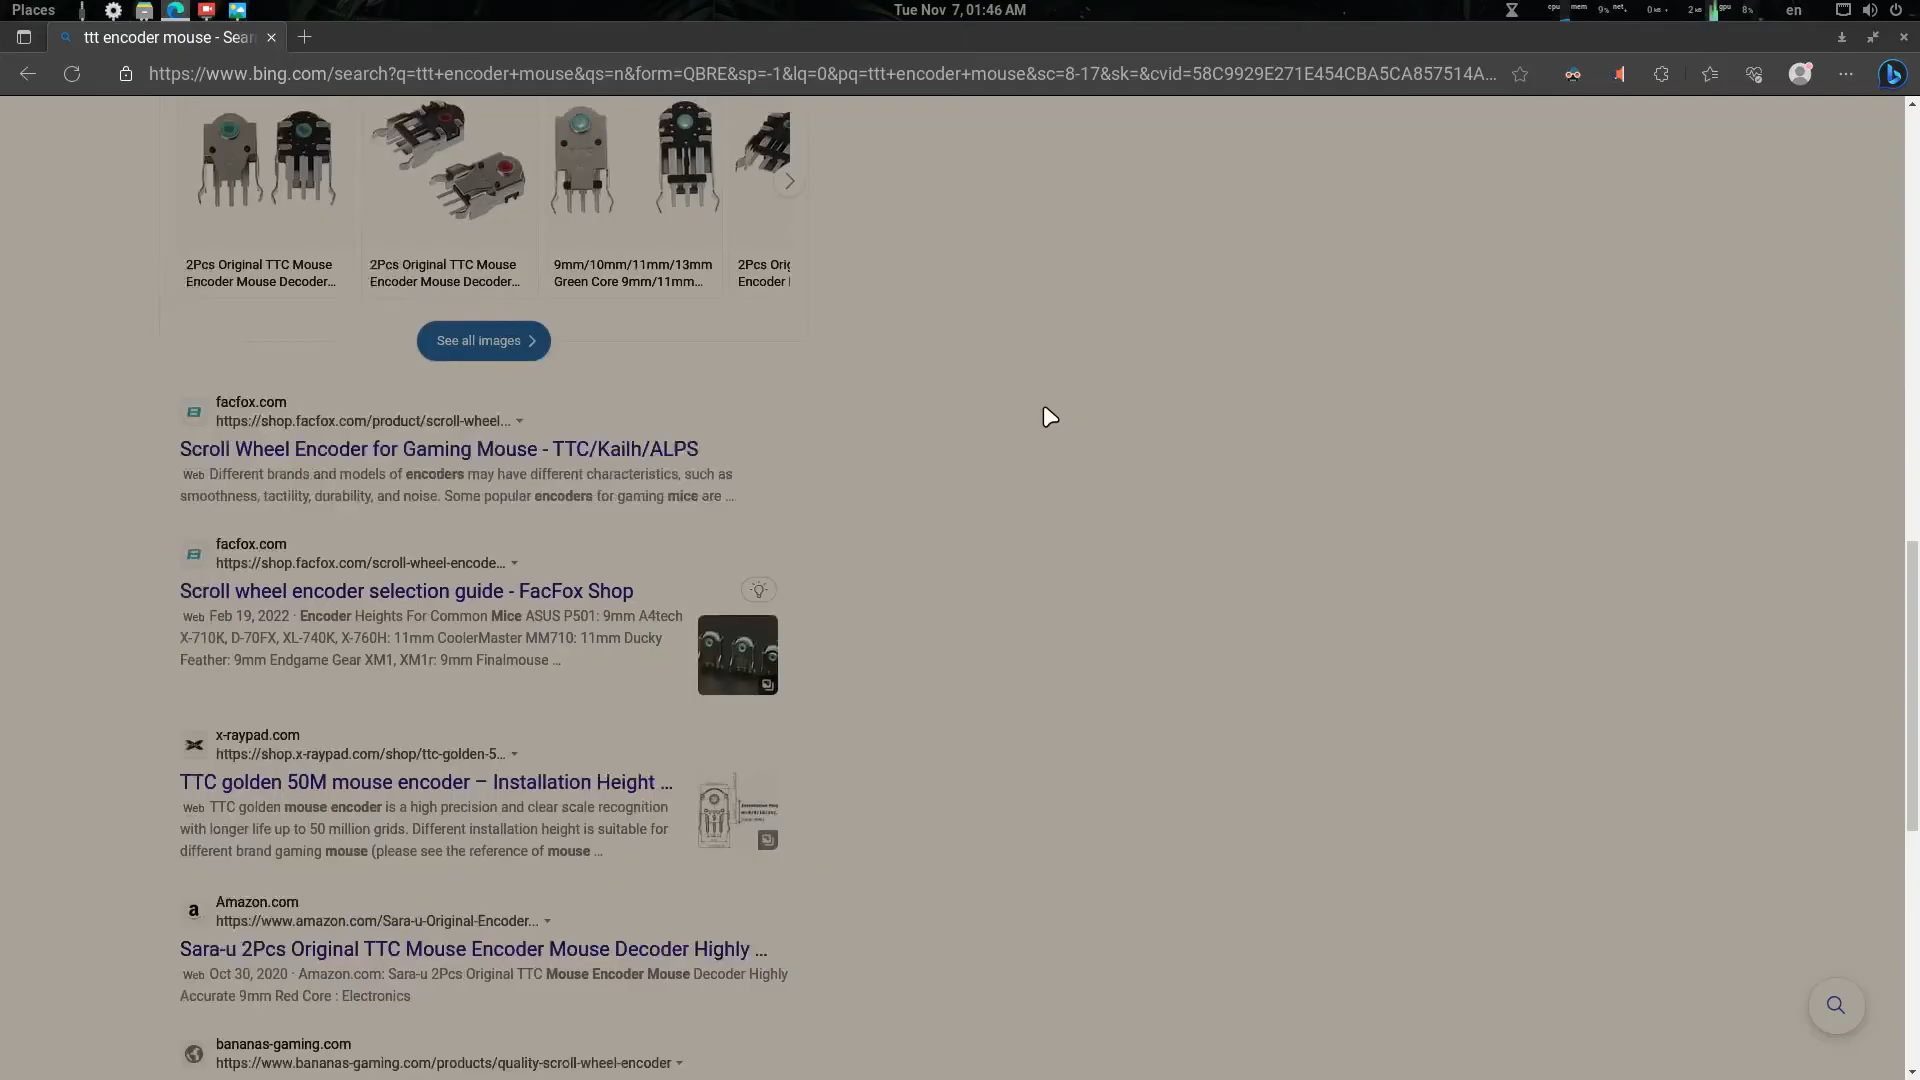 Places
Tue Nov 7, 01:46 AM
cpu mem 9% net 0 kB 2 kB gpu 8%
en
ttt encoder mouse - Sear
https://www.bing.com/search?q=ttt+encoder+mouse&qs=n&form=QBRE&sp=-1&lq=0&pq=ttt+encoder+mouse&sc=8-17&sk=&cvid=58C9929E271E454CBA5CA857514A...
2Pcs Original TTC Mouse
Encoder Mouse Decoder...
2Pcs Original TTC Mouse
Encoder Mouse Decoder...
9mm/10mm/11mm/13mm
Green Core 9mm/11mm...
2Pcs Orig
Encoder
See all images
facfox.com
https://shop.facfox.com/product/scroll-wheel...
Scroll Wheel Encoder for Gaming Mouse - TTC/Kailh/ALPS
Web Different brands and models of encoders may have different characteristics, such as
smoothness, tactility, durability, and noise. Some popular encoders for gaming mice are ...
facfox.com
https://shop.facfox.com/scroll-wheel-encode...
Scroll wheel encoder selection guide - FacFox Shop
Web Feb 19, 2022 · Encoder Heights For Common Mice ASUS P501: 9mm A4tech
X-710K, D-70FX, XL-740K, X-760H: 11mm CoolerMaster MM710: 11mm Ducky
Feather: 9mm Endgame Gear XM1, XM1r: 9mm Finalmouse ...
x-raypad.com
https://shop.x-raypad.com/shop/ttc-golden-5...
TTC golden 50M mouse encoder – Installation Height ...
Web TTC golden mouse encoder is a high precision and clear scale recognition
with longer life up to 50 million grids. Different installation height is suitable for
different brand gaming mouse (please see the reference of mouse ...
Amazon.com
https://www.amazon.com/Sara-u-Original-Encoder...
Sara-u 2Pcs Original TTC Mouse Encoder Mouse Decoder Highly ...
Web Oct 30, 2020 · Amazon.com: Sara-u 2Pcs Original TTC Mouse Encoder Mouse Decoder Highly
Accurate 9mm Red Core : Electronics
bananas-gaming.com
https://www.bananas-gaming.com/products/quality-scroll-wheel-encoder